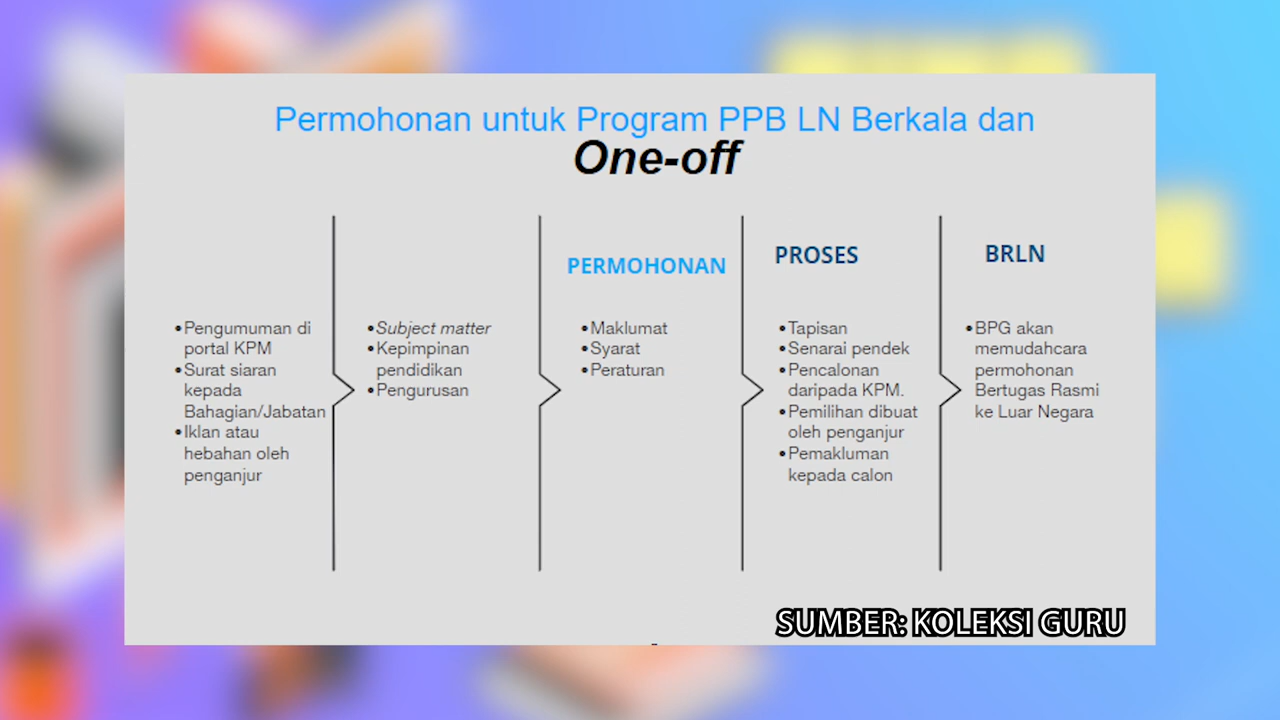 Permohonan untuk Program PPB LN Berkala dan
One-off
•Pengumuman di
portal KPM
•Surat siaran
kepada
Bahagian/Jabatan
•Iklan atau
hebahan oleh
penganjur
•Subject matter
•Kepimpinan
pendidikan
•Pengurusan
PERMOHONAN
•Maklumat
•Syarat
•Peraturan
PROSES
•Tapisan
•Senarai pendek
•Pencalonan
daripada KPM.
•Pemilihan dibuat
oleh penganjur
•Pemakluman
kepada calon
BRLN
•BPG akan
memudahcara
permohonan
Bertugas Rasmi
ke Luar Negara
SUMBER: KOLEKSI GURU